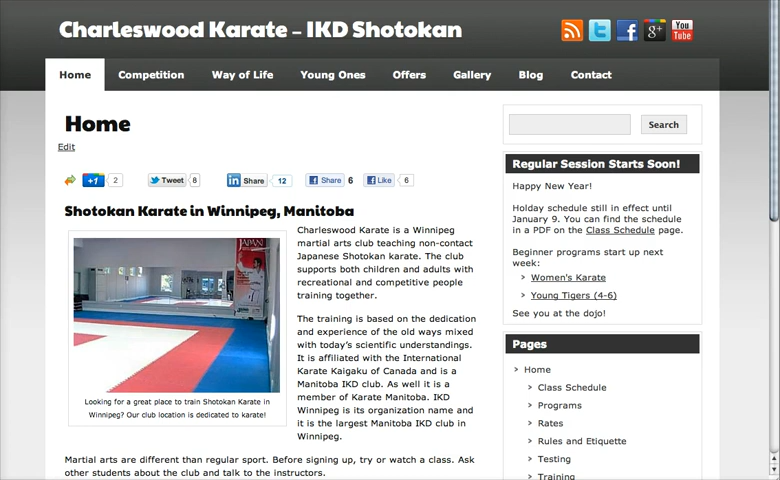 Charleswood Karate – IKD Shotokan
You
Tube
Home
Competition
Way of Life
Young Ones
Offers
Gallery
Blog
Contact
Home
Edit
+1 2
Tweet 8
in Share 12
Share 6
Like 6
Shotokan Karate in Winnipeg, Manitoba
JAPAN
Looking for a great place to train Shotokan Karate in
Winnipeg? Our club location is dedicated to karate!
Charleswood Karate is a Winnipeg
martial arts club teaching non-contact
Japanese Shotokan karate. The club
supports both children and adults with
recreational and competitive people
training together.
The training is based on the dedication
and experience of the old ways mixed
with today's scientific understandings.
It is affiliated with the International
Karate Kaigaku of Canada and is a
Manitoba IKD club. As well it is a
member of Karate Manitoba. IKD
Winnipeg is its organization name and
it is the largest Manitoba IKD club in
Winnipeg.
Martial arts are different than regular sport. Before signing up, try or watch a class. Ask
other students about the club and talk to the instructors.
Search
Regular Session Starts Soon!
Happy New Year!
Holday schedule still in effect until
January 9. You can find the schedule
in a PDF on the Class Schedule page.
Beginner programs start up next
week:
Women's Karate
Young Tigers (4-6)
See you at the dojo!
Pages
Home
Class Schedule
Programs
Rates
Rules and Etiquette
Testing
Training